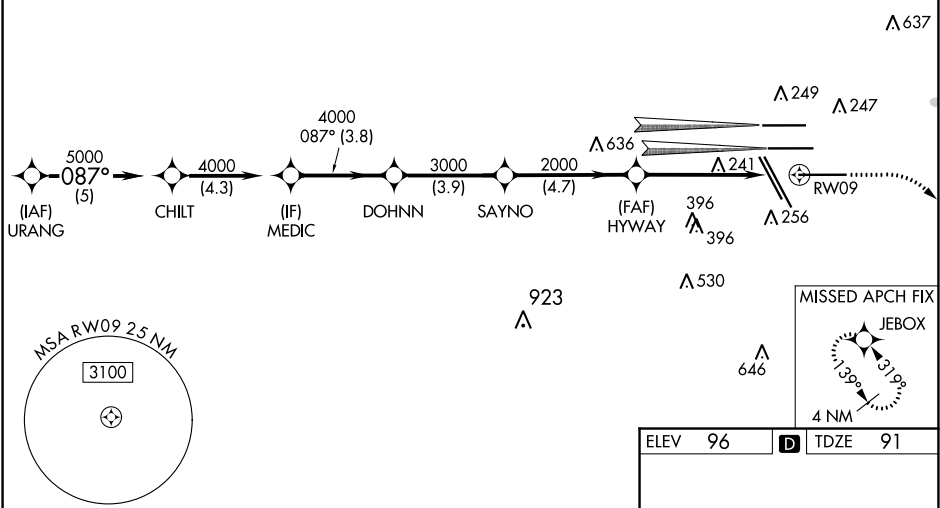 637
249
247
636
241
256
396
396
530
923
646
5000
087°
(5)
4000
(4.3)
4000
087° (3.8)
3000
(3.9)
2000
(4.7)
(IAF)
URANG
CHILT
(IF)
MEDIC
DOHNN
SAYNO
(FAF)
HYWAY
RW09
MSA RW09 25 NM
3100
MISSED APCH FIX
JEBOX
139°
319°
4 NM
ELEV 96 D TDZE 91